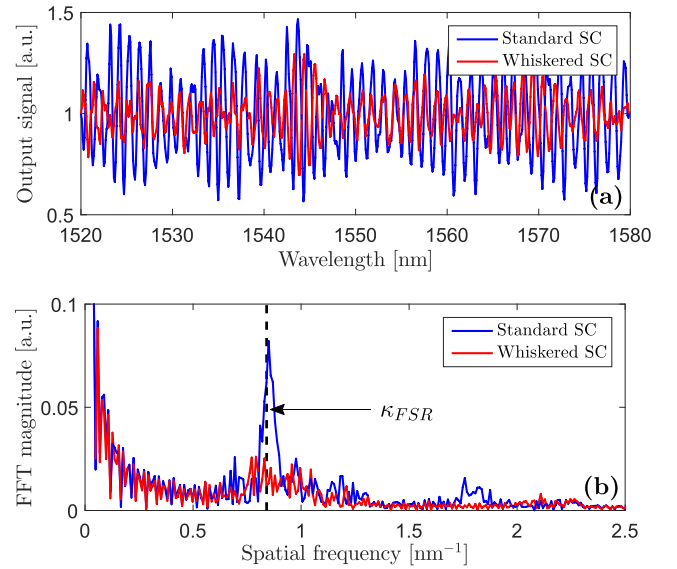 1.5
Standard SC
Whiskered SC
1
0.5
Output signal [a.u.]
(a)
1520 1530 1540 1550 1560 1570 1580
Wavelength [nm]
0.1
Standard SC
Whiskered SC
0.05
κ_FSR
FFT magnitude [a.u.]
(b)
0
0 0.5 1 1.5 2 2.5
Spatial frequency [nm⁻¹]